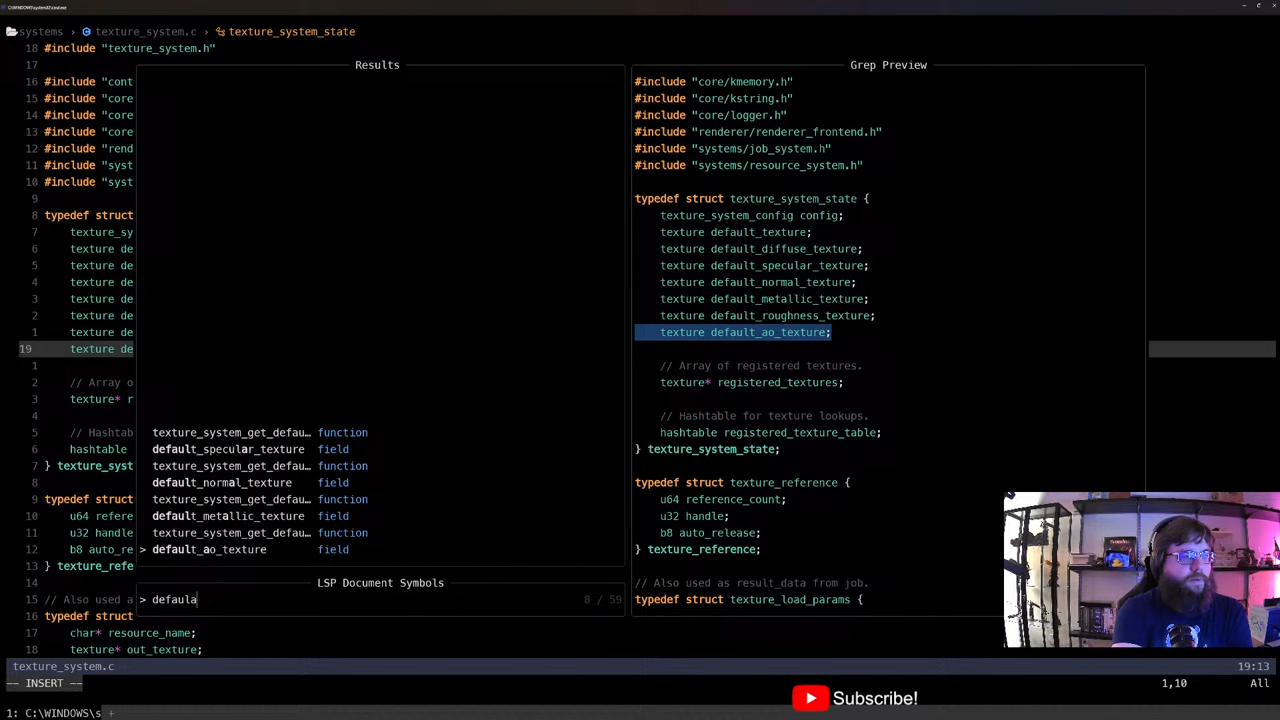 C:\WINDOWS\system32\cmd.exe
systems > texture_system.c > texture_system_state
18 #include "texture_system.h"
17
16 #include "cont
15 #include "core
14 #include "core
13 #include "core
12 #include "rend
11 #include "syst
10 #include "syst
9
8 typedef struct
7 texture_sy
6 texture de
5 texture de
4 texture de
3 texture de
2 texture de
1 texture de
19 texture de
1
2 // Array o
3 texture* r
4
5 // Hashtab
6 hashtable
7 } texture_syst
8
9 typedef struct
10 u64 refere
11 u32 handle
12 b8 auto_re
13 } texture_refe
14
15 // Also used a
16 typedef struct
17 char* resource_name;
18 texture* out_texture;
Results
texture_system_get_defau… function
default_specular_texture field
texture_system_get_defau… function
default_normal_texture field
texture_system_get_defau… function
default_metallic_texture field
texture_system_get_defau… function
> default_ao_texture field
LSP Document Symbols
> defaula 8 / 59
Grep Preview
#include "core/kmemory.h"
#include "core/kstring.h"
#include "core/logger.h"
#include "renderer/renderer_frontend.h"
#include "systems/job_system.h"
#include "systems/resource_system.h"
typedef struct texture_system_state {
texture_system_config config;
texture default_texture;
texture default_diffuse_texture;
texture default_specular_texture;
texture default_normal_texture;
texture default_metallic_texture;
texture default_roughness_texture;
texture default_ao_texture;
// Array of registered textures.
texture* registered_textures;
// Hashtable for texture lookups.
hashtable registered_texture_table;
} texture_system_state;
typedef struct texture_reference {
u64 reference_count;
u32 handle;
b8 auto_release;
} texture_reference;
// Also used as result_data from job.
typedef struct texture_load_params {
texture_system.c 19:13
-- INSERT -- 1,10 All
Subscribe!
1: C:\WINDOWS\s +